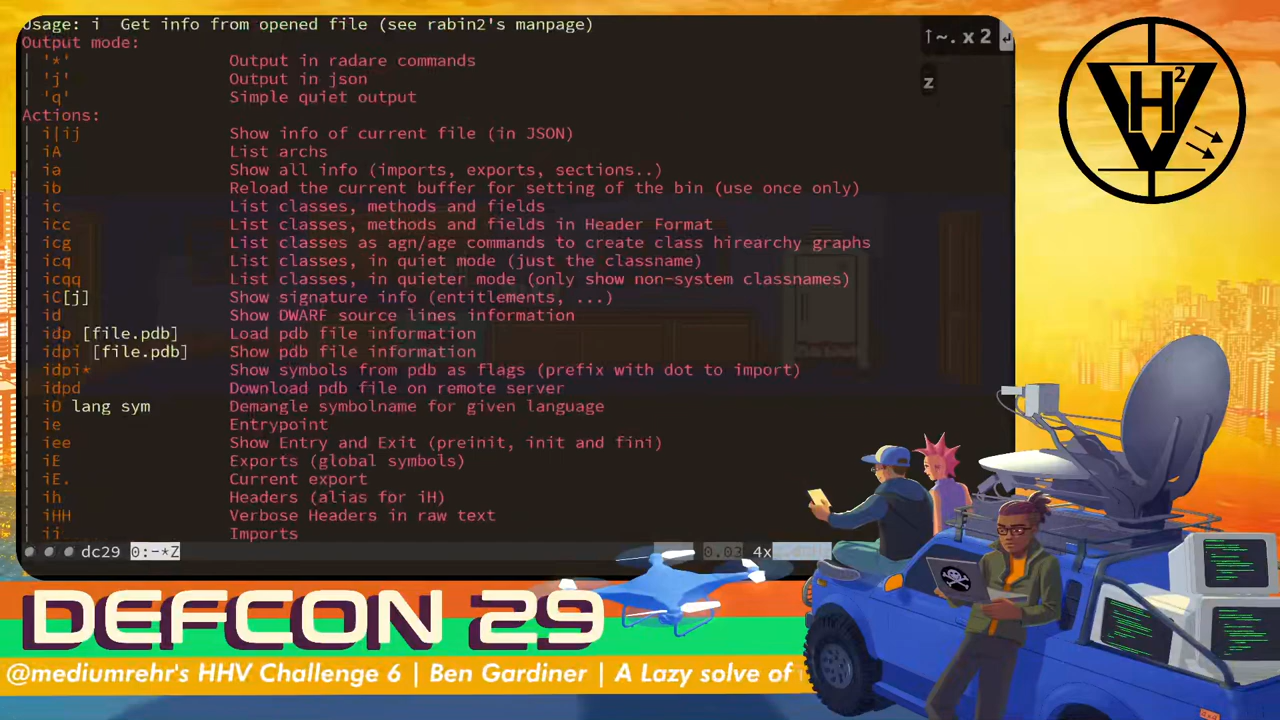 Usage: i  Get info from opened file (see rabin2's manpage)
Output mode:
| '*'  Output in radare commands
| 'j'  Output in json
| 'q'  Simple quiet output
Actions:
| i|ij  Show info of current file (in JSON)
| iA  List archs
| ia  Show all info (imports, exports, sections..)
| ib  Reload the current buffer for setting of the bin (use once only)
| ic  List classes, methods and fields
| icc  List classes, methods and fields in Header Format
| icg  List classes as agn/age commands to create class hirearchy graphs
| icq  List classes, in quiet mode (just the classname)
| icqq  List classes, in quieter mode (only show non-system classnames)
| iC[j]  Show signature info (entitlements, ...)
| id  Show DWARF source lines information
| idp [file.pdb]  Load pdb file information
| idpi [file.pdb]  Show pdb file information
| idpi*  Show symbols from pdb as flags (prefix with dot to import)
| idpd  Download pdb file on remote server
| iD lang sym  Demangle symbolname for given language
| ie  Entrypoint
| iee  Show Entry and Exit (preinit, init and fini)
| iE  Exports (global symbols)
| iE.  Current export
| ih  Headers (alias for iH)
| iHH  Verbose Headers in raw text
| ii  Imports
dc29 0:-*Z
0.03 4x
↑~. x 2 ↵
z
H2
V
DEFCON 29
@mediumrehr's HHV Challenge 6 | Ben Gardiner | A Lazy solve of